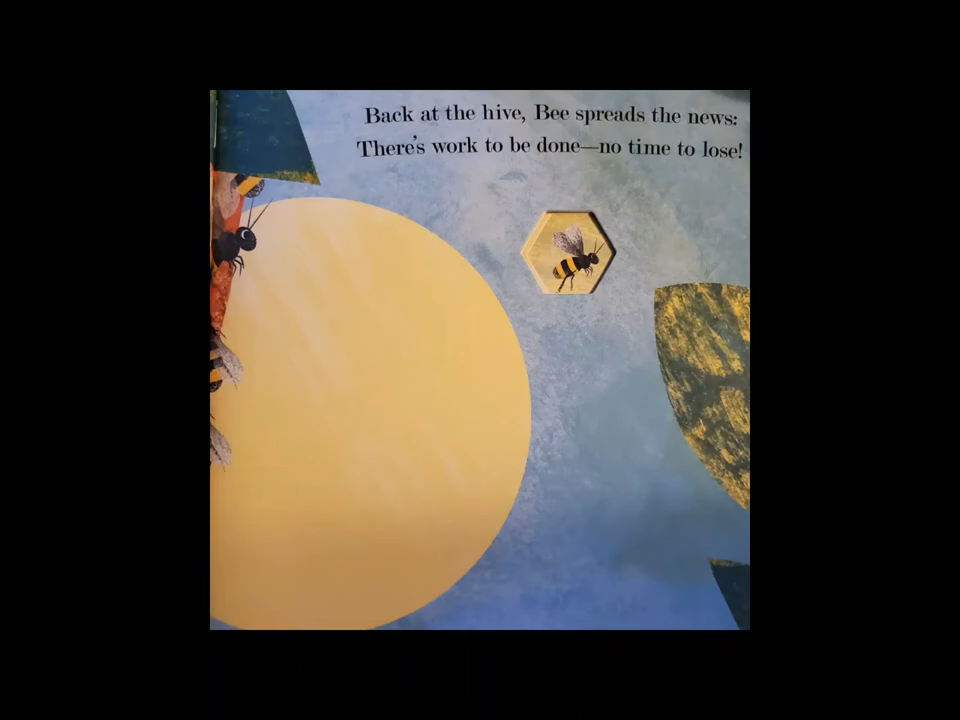 Back at the hive, Bee spreads the news:
There's work to be done—no time to lose!